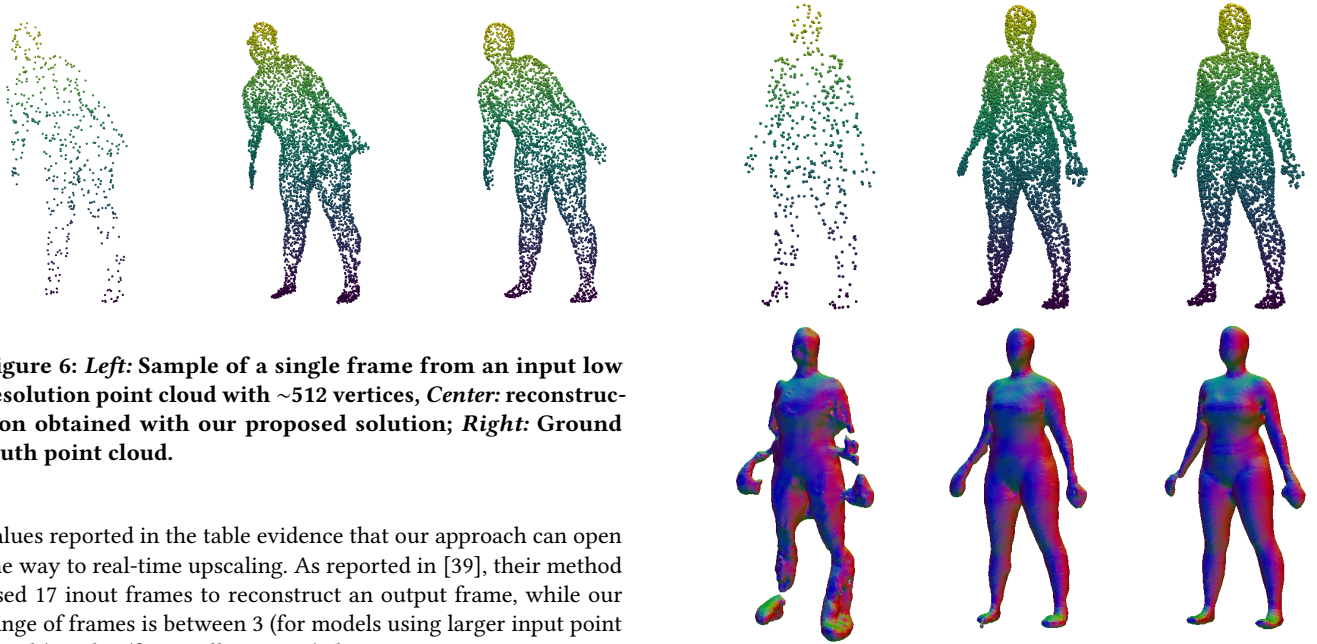 igure 6: Left: Sample of a single frame from an input low
esolution point cloud with ~512 vertices, Center: reconstruc-
on obtained with our proposed solution; Right: Ground
uth point cloud.
alues reported in the table evidence that our approach can open
e way to real-time upscaling. As reported in [39], their method
sed 17 inout frames to reconstruct an output frame, while our
nge of frames is between 3 (for models using larger input point